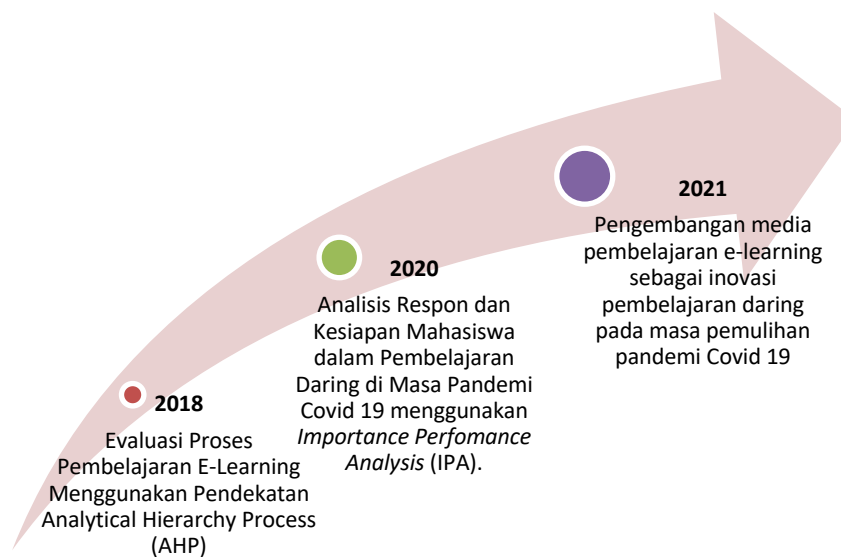 2018
Evaluasi Proses
Pembelajaran E-Learning
Menggunakan Pendekatan
Analytical Hierarchy Process
(AHP)
2020
Analisis Respon dan
Kesiapan Mahasiswa
dalam Pembelajaran
Daring di Masa Pandemi
Covid 19 menggunakan
Importance Perfomance
Analysis (IPA).
2021
Pengembangan media
pembelajaran e-learning
sebagai inovasi
pembelajaran daring
pada masa pemulihan
pandemi Covid 19